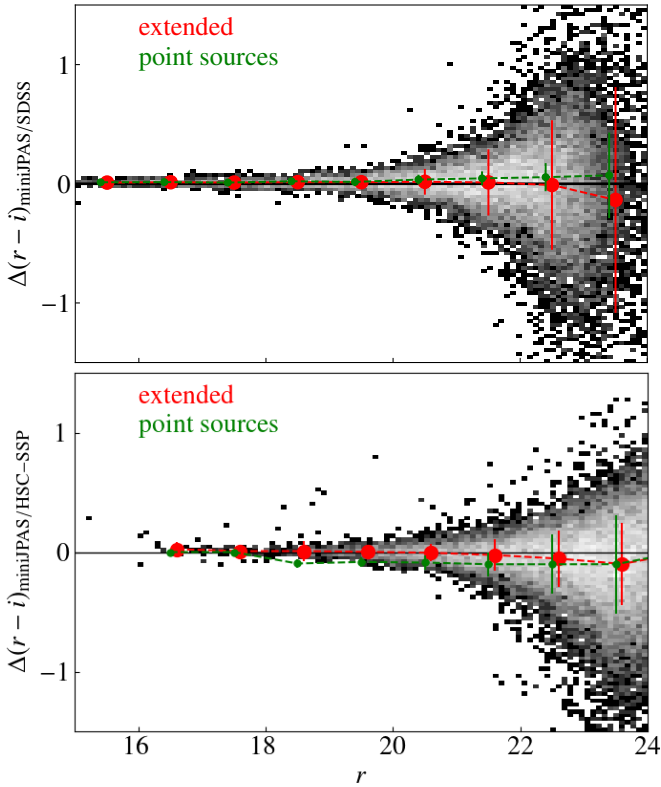 extended
point sources
1
0
−1
Δ(r − i)miniJPAS/SDSS
extended
point sources
1
0
−1
Δ(r − i)miniJPAS/HSC−SSP
16 18 20 22 24
r